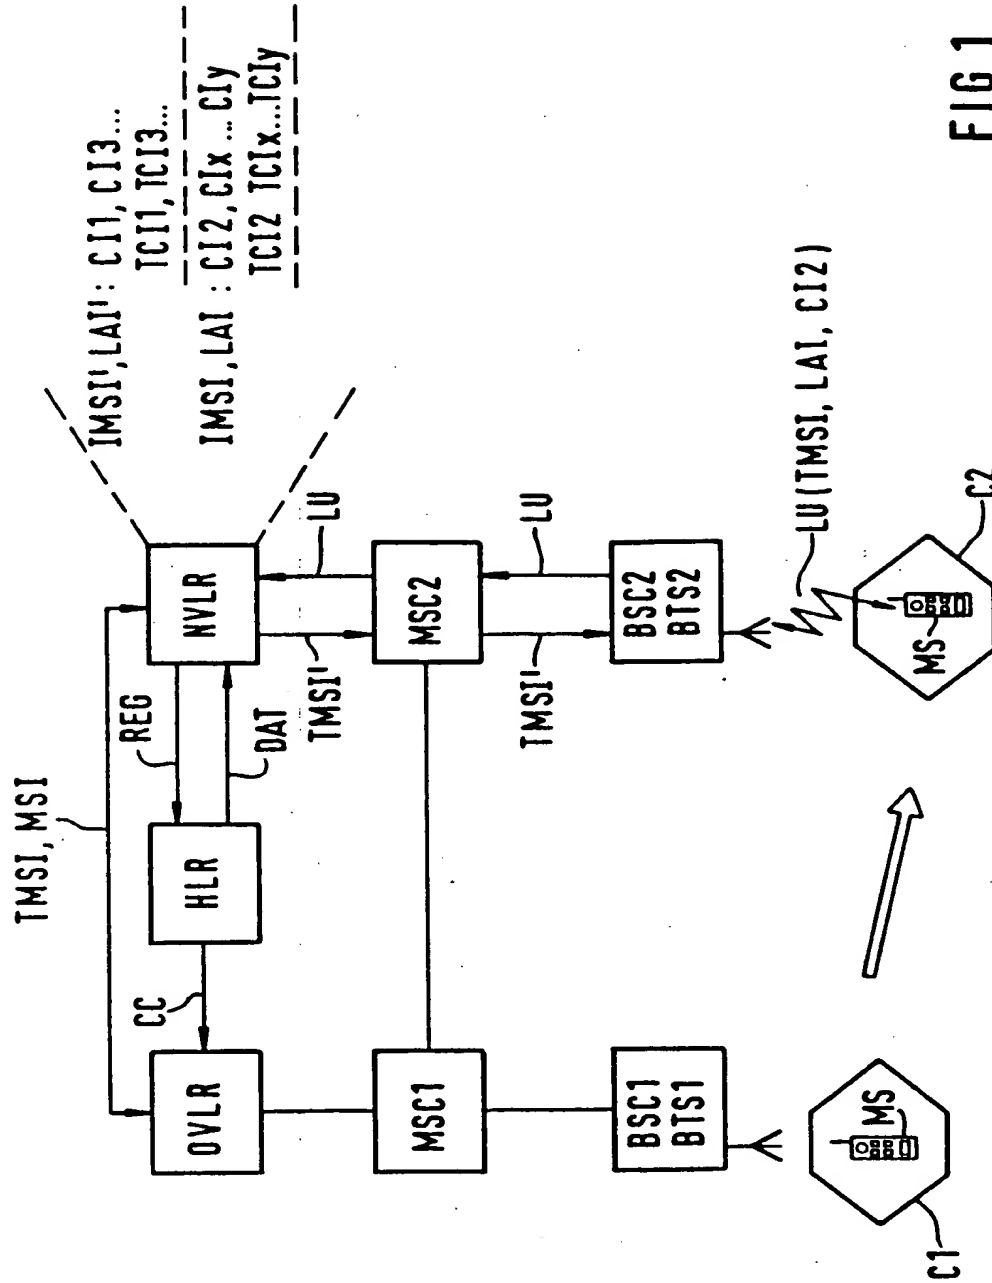 TMSI, MSI
IMSI', LAI' : CI1, CI3...
TCI1, TCI3...
IMSI, LAI : CI2, CIx ... CIy
TCI2 TCIx...TCIy
OVLR
CC
HLR
REG
DAT
NVLR
TMSI'
LU
MSC1
MSC2
TMSI'
LU
BSC1
BTS1
BSC2
BTS2
LU(TMSI, LAI, CI2)
C1
MS
MS
C2
FIG 1